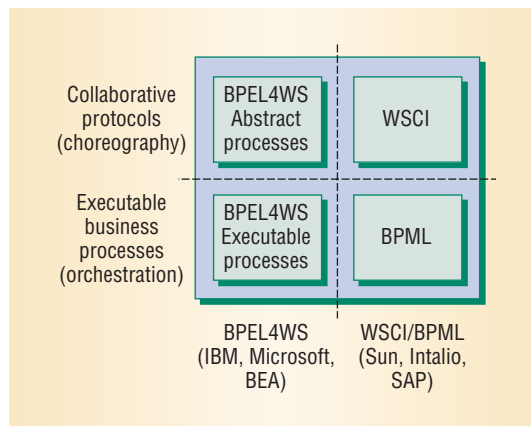 Collaborative
protocols
(choreography)
BPEL4WS
Abstract
processes
WSCI
Executable
business
processes
(orchestration)
BPEL4WS
Executable
processes
BPML
BPEL4WS
(IBM, Microsoft,
BEA)
WSCI/BPML
(Sun, Intalio,
SAP)